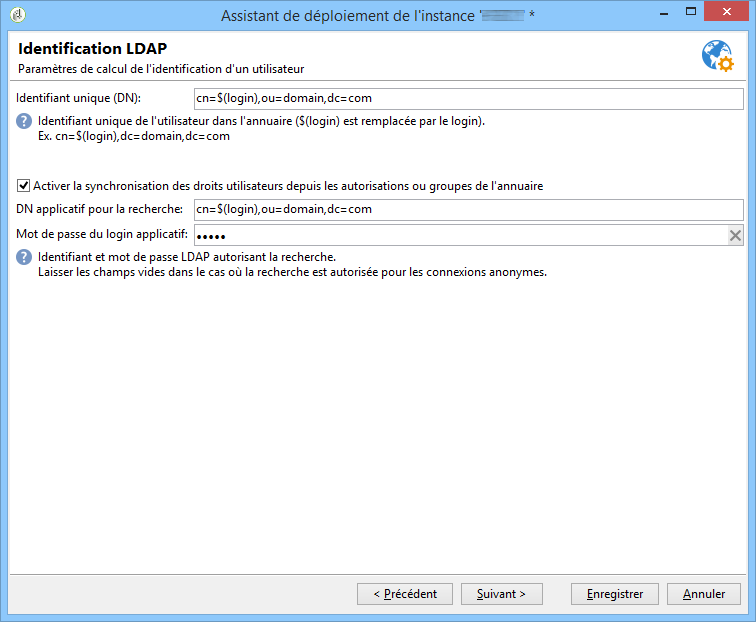 Assistant de déploiement de l'instance ' *
Identification LDAP
Paramètres de calcul de l'identification d'un utilisateur
Identifiant unique (DN): cn=$(login),ou=domain,dc=com
Identifiant unique de l'utilisateur dans l'annuaire ($(login) est remplacée par le login).
Ex. cn=$(login),dc=domain,dc=com
Activer la synchronisation des droits utilisateurs depuis les autorisations ou groupes de l'annuaire
DN applicatif pour la recherche: cn=$(login),ou=domain,dc=com
Mot de passe du login applicatif: •••••
Identifiant et mot de passe LDAP autorisant la recherche.
Laisser les champs vides dans le cas où la recherche est autorisée pour les connexions anonymes.
< Précédent Suivant > Enregistrer Annuler